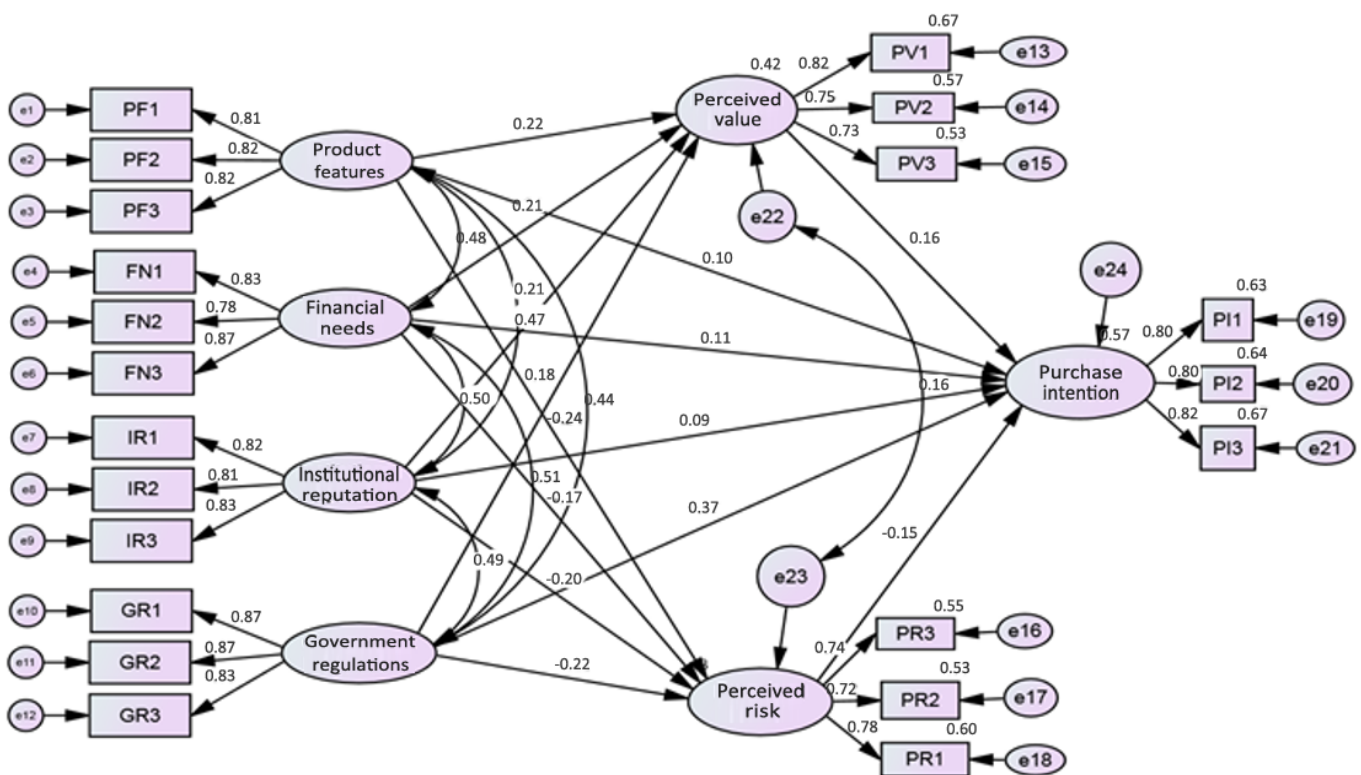 0.67
0.42
0.82
PV1
e13
0.57
Perceived
value
0.75
PV2
e14
0.73
0.53
PV3
e15
e1
PF1
0.81
e2
PF2
0.82
e3
PF3
0.82
Product
features
0.22
e22
0.21
0.48
0.16
0.10
e4
FN1
0.83
e5
FN2
0.78
e6
FN3
0.87
Financial
needs
0.21
0.47
0.11
0.18
0.50
0.44
0.16
e24
0.57
Purchase
intention
0.63
0.80
PI1
e19
0.64
0.80
PI2
e20
0.82
0.67
PI3
e21
e7
IR1
0.82
e8
IR2
0.81
e9
IR3
0.83
Institutional
reputation
0.09
-0.24
0.51
-0.17
0.37
-0.15
0.49
-0.20
e23
e10
GR1
0.87
e11
GR2
0.87
e12
GR3
0.83
Government
regulations
-0.22
Perceived
risk
0.55
0.74
PR3
e16
0.53
0.72
PR2
e17
0.78
0.60
PR1
e18